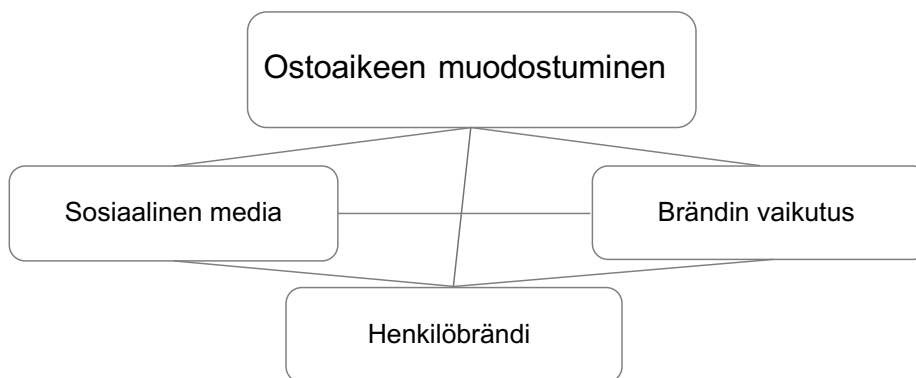 Ostoaikeen muodostuminen
Sosiaalinen media
Brändin vaikutus
Henkilöbrändi